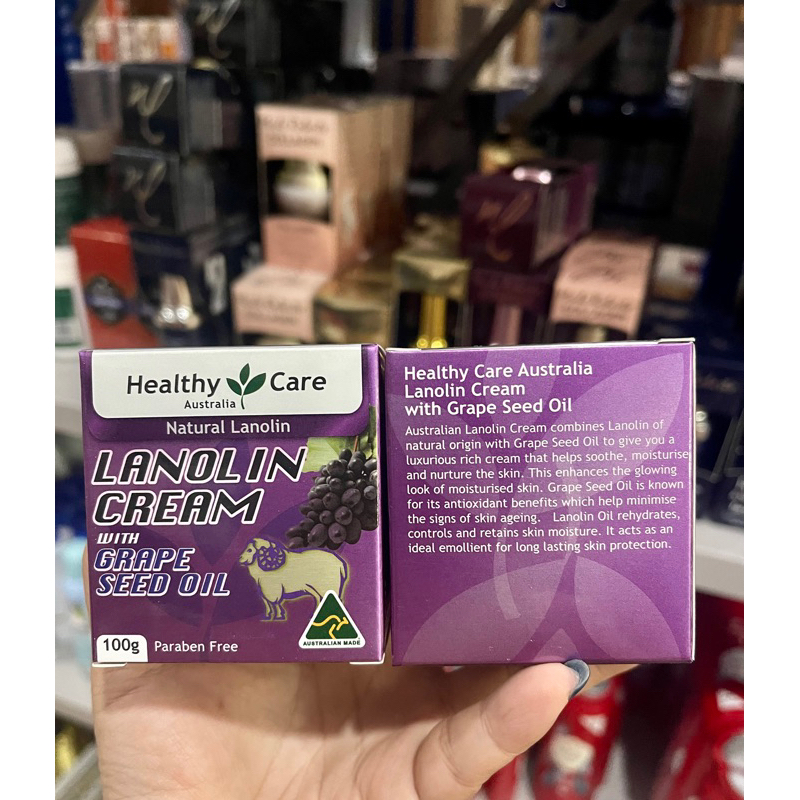 Healthy Care
Australia
Natural Lanolin
LANOLIN
CREAM
WITH
GRAPE
SEED OIL
AUSTRALIAN MADE
100g
Paraben Free
Healthy Care Australia
Lanolin Cream
with Grape Seed Oil
Australian Lanolin Cream combines Lanolin of
natural origin with Grape Seed Oil to give you a
luxurious rich cream that helps soothe, moisturise
and nurture the skin. This enhances the glowing
look of moisturised skin. Grape Seed Oil is known
for its antioxidant benefits which help minimise
the signs of skin ageing. Lanolin Oil rehydrates,
controls and retains skin moisture. It acts as an
ideal emollient for long lasting skin protection.